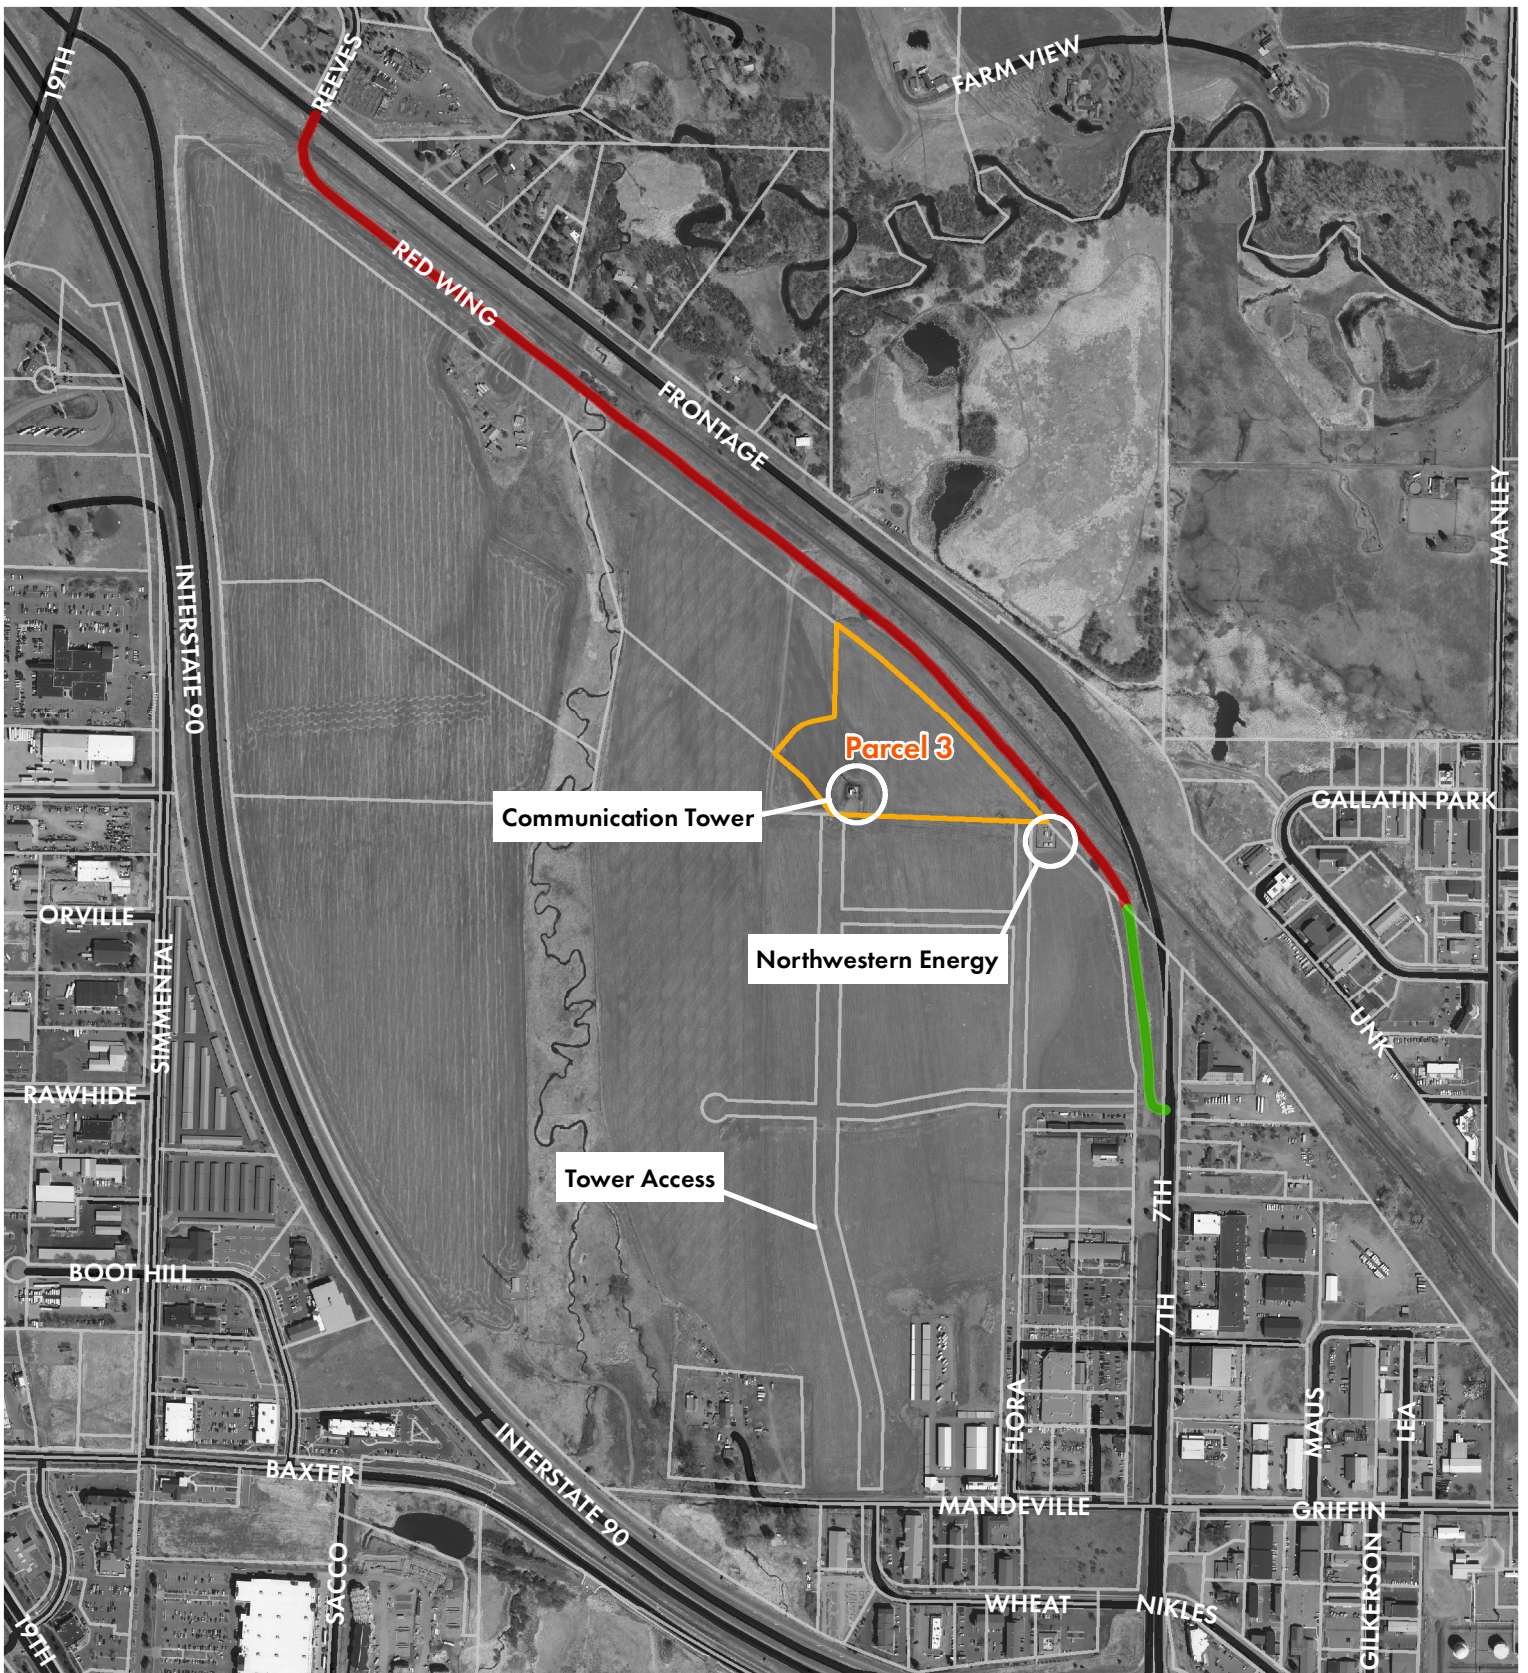 19TH
REEVES
FARM VIEW
RED WING
FRONTAGE
MANLEY
INTERSTATE 90
Parcel 3
Communication Tower
GALLATIN PARK
ORVILLE
SIMMENTAL
Northwestern Energy
UNK
RAWHIDE
Tower Access
7TH
BOOT HILL
7TH
FLORA
MAUS
LEA
BAXTER
INTERSTATE 90
MANDEVILLE
GRIFFIN
SACCO
GILKERSON
WHEAT
NIKLES
19TH